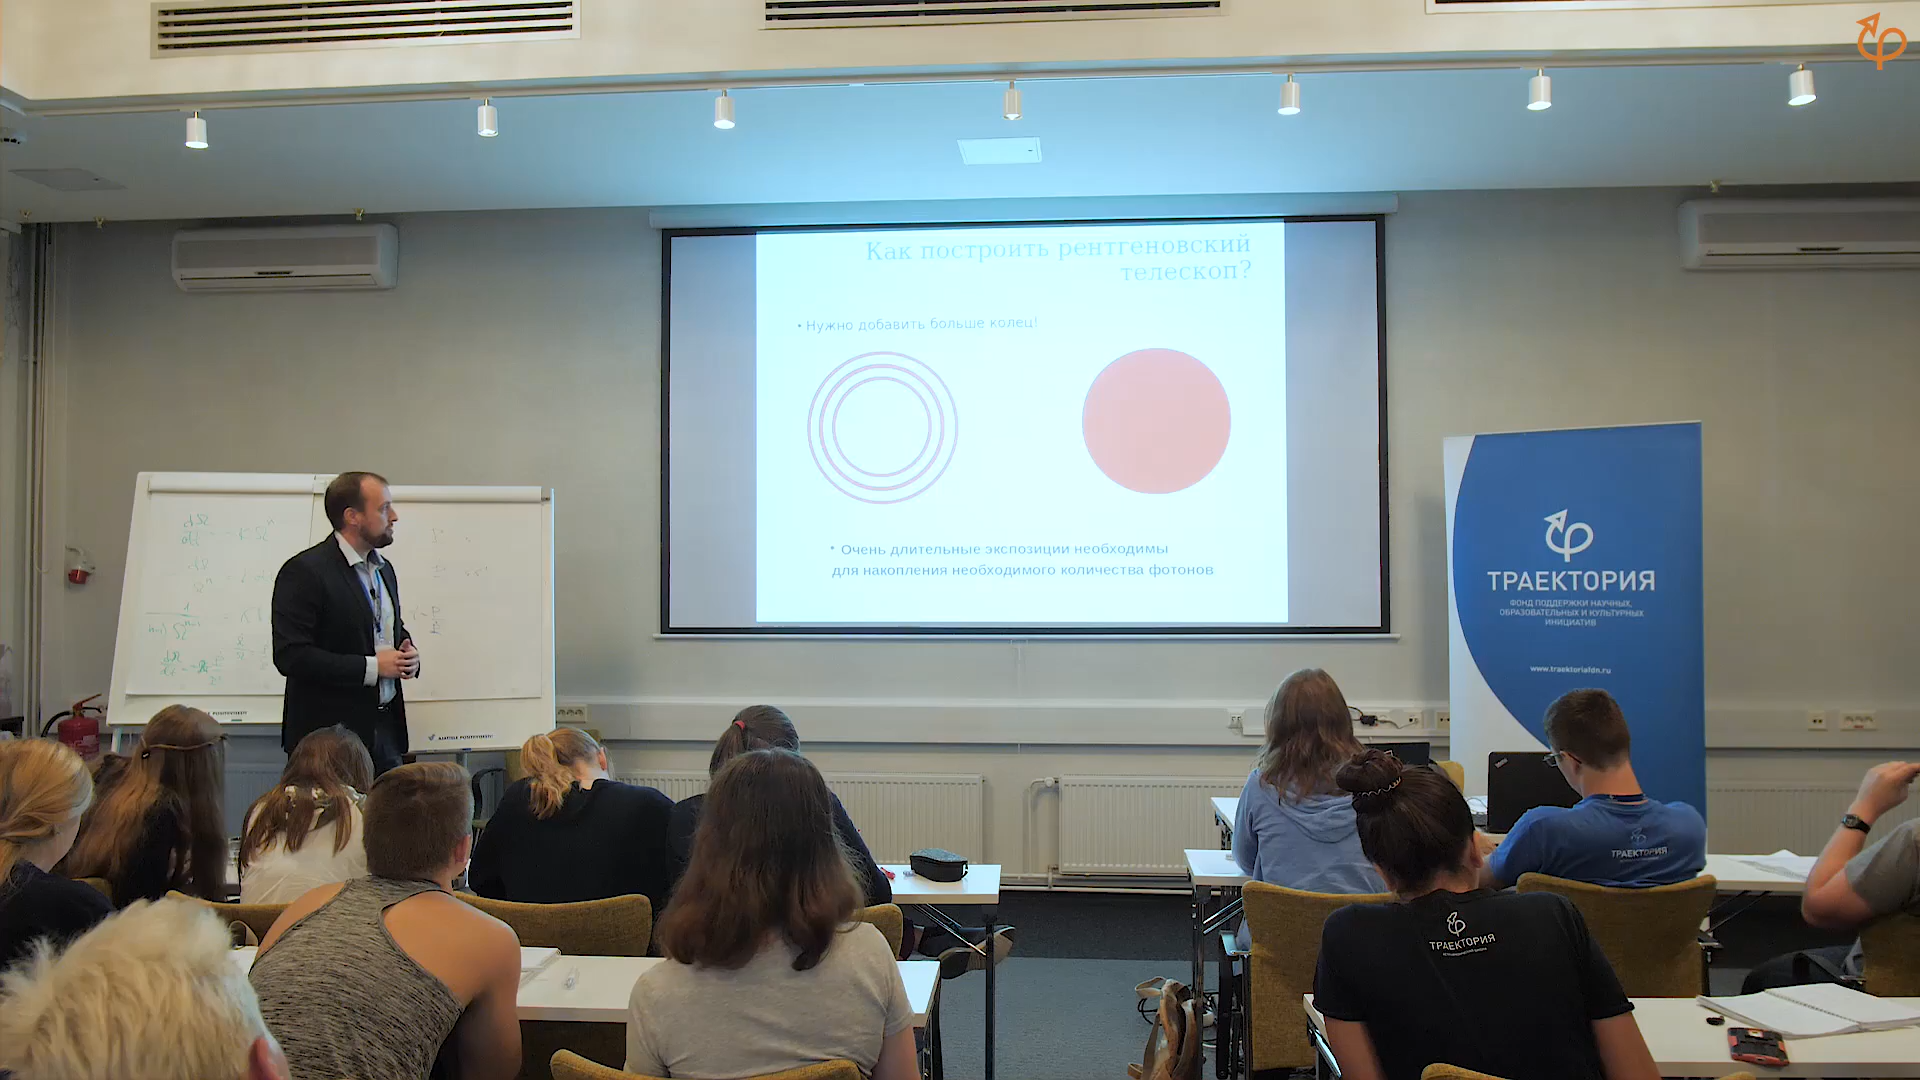 Как построить рентгеновский
телескоп?
• Нужно добавить больше колец!
• Очень длительные экспозиции необходимы
для накопления необходимого количества фотонов
ТРАЕКТОРИЯ
ФОНД ПОДДЕРЖКИ НАУЧНЫХ,
ОБРАЗОВАТЕЛЬНЫХ И КУЛЬТУРНЫХ
ИНИЦИАТИВ
www.traektoriafdn.ru
ТРАЕКТОРИЯ
ТРАЕКТОРИЯ